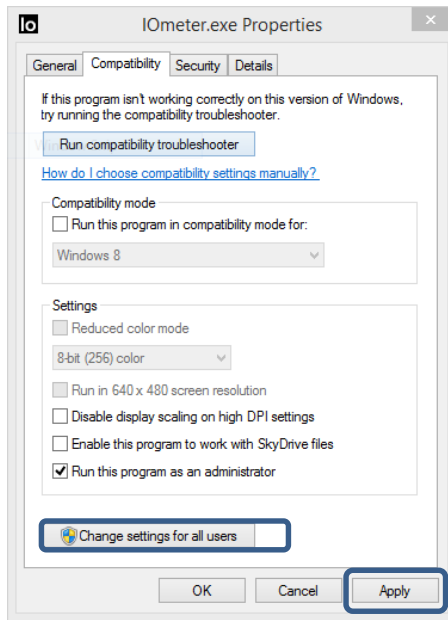 Io
IOmeter.exe Properties
General Compatibility Security Details
If this program isn't working correctly on this version of Windows,
try running the compatibility troubleshooter.
Run compatibility troubleshooter
How do I choose compatibility settings manually?
Compatibility mode
Run this program in compatibility mode for:
Windows 8
Settings
Reduced color mode
8-bit (256) color
Run in 640 x 480 screen resolution
Disable display scaling on high DPI settings
Enable this program to work with SkyDrive files
Run this program as an administrator
Change settings for all users
OK Cancel Apply